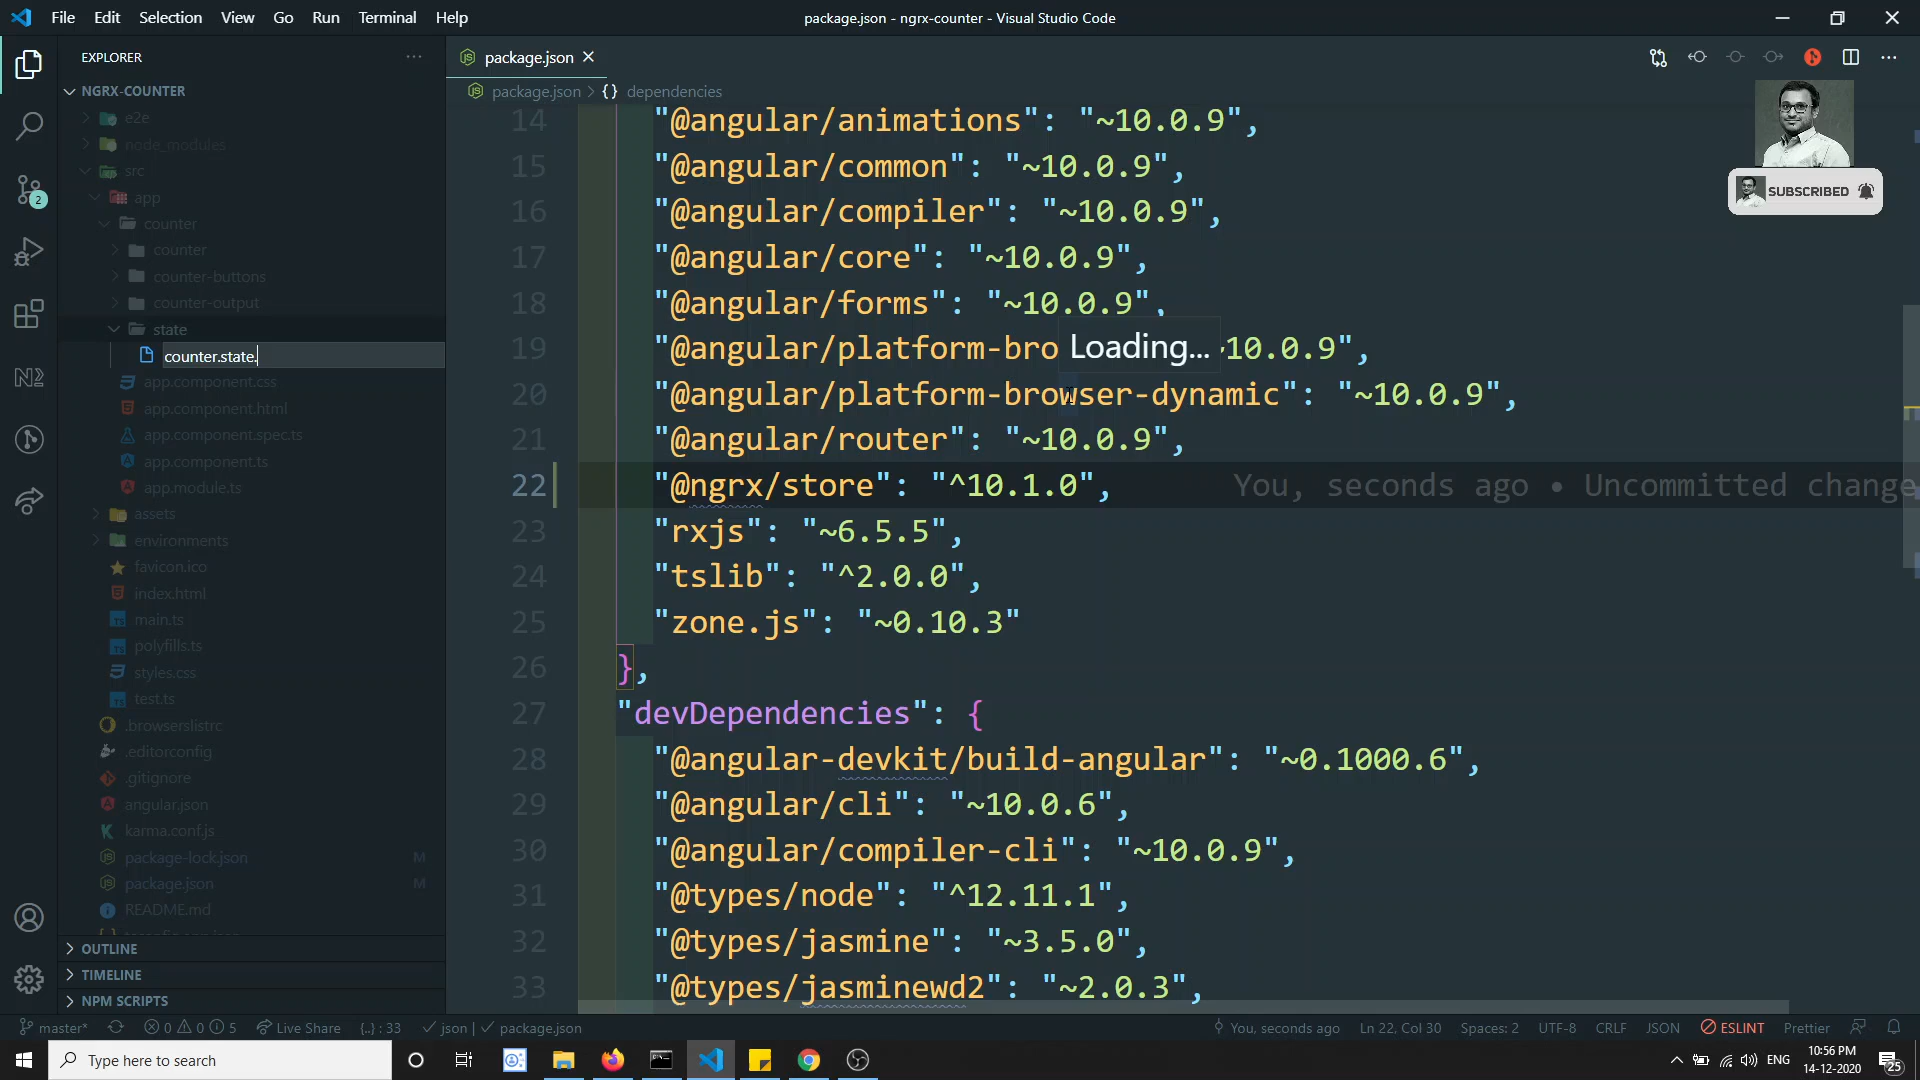 File Edit Selection View Go Run Terminal Help
package.json - ngrx-counter - Visual Studio Code
EXPLORER
NGRX-COUNTER
e2e
node_modules
src
app
counter
counter
counter-buttons
counter-output
state
counter.state.
app.component.css
app.component.html
app.component.spec.ts
app.component.ts
app.module.ts
assets
environments
favicon.ico
index.html
main.ts
polyfills.ts
styles.css
test.ts
.browserslistrc
.editorconfig
.gitignore
angular.json
karma.conf.js
package-lock.json M
package.json M
README.md
OUTLINE
TIMELINE
NPM SCRIPTS
2
package.json
package.json > {} dependencies
14 "@angular/animations": "~10.0.9",
15 "@angular/common": "~10.0.9",
16 "@angular/compiler": "~10.0.9",
17 "@angular/core": "~10.0.9",
18 "@angular/forms": "~10.0.9",
19 "@angular/platform-bro Loading... ~10.0.9",
20 "@angular/platform-browser-dynamic": "~10.0.9",
21 "@angular/router": "~10.0.9",
22 "@ngrx/store": "^10.1.0", You, seconds ago • Uncommitted change
23 "rxjs": "~6.5.5",
24 "tslib": "^2.0.0",
25 "zone.js": "~0.10.3"
26 },
27 "devDependencies": {
28 "@angular-devkit/build-angular": "~0.1000.6",
29 "@angular/cli": "~10.0.6",
30 "@angular/compiler-cli": "~10.0.9",
31 "@types/node": "^12.11.1",
32 "@types/jasmine": "~3.5.0",
33 "@types/jasminewd2": "~2.0.3",
SUBSCRIBED
master* 0 0 5 Live Share {..} : 33 json | package.json You, seconds ago Ln 22, Col 30 Spaces: 2 UTF-8 CRLF JSON ESLINT Prettier
Type here to search
ENG
10:56 PM
14-12-2020
25